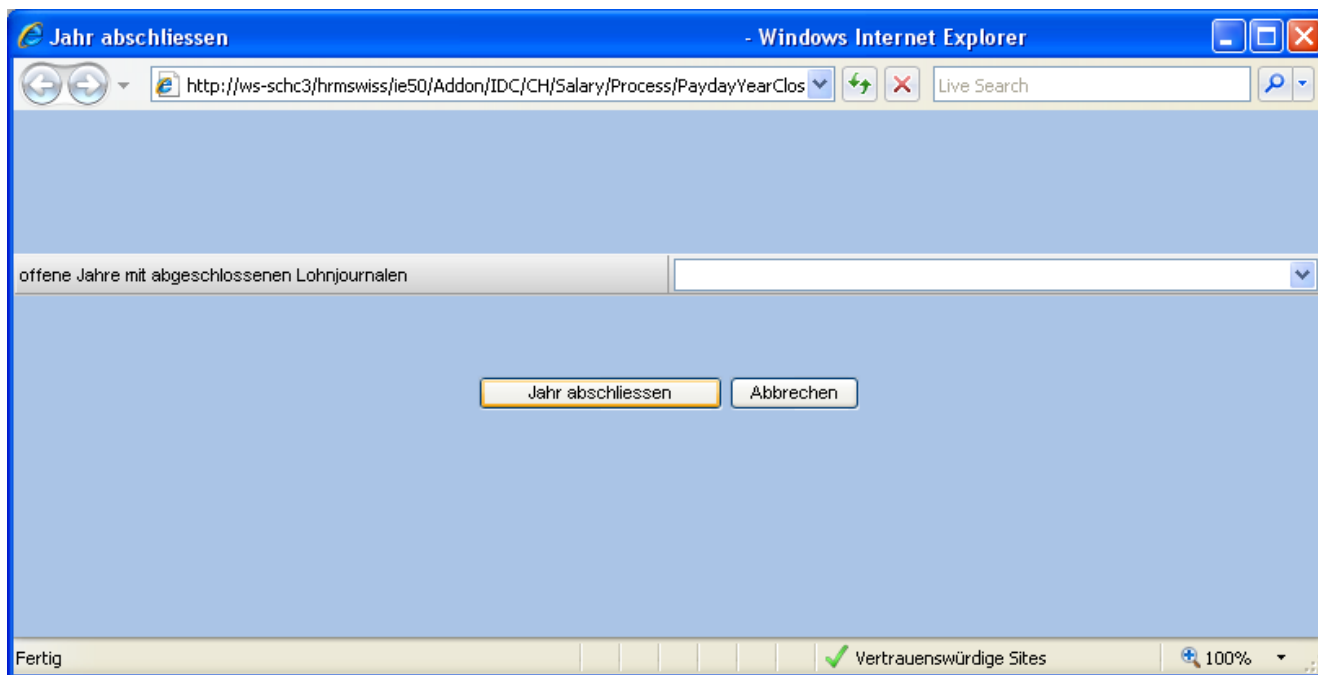 Jahr abschliessen - Windows Internet Explorer
http://ws-schc3/hrmswiss/ie50/Addon/IDC/CH/Salary/Process/PaydayYearClos Live Search
offene Jahre mit abgeschlossenen Lohnjournalen
Jahr abschliessen Abbrechen
Fertig Vertrauenswürdige Sites 100%